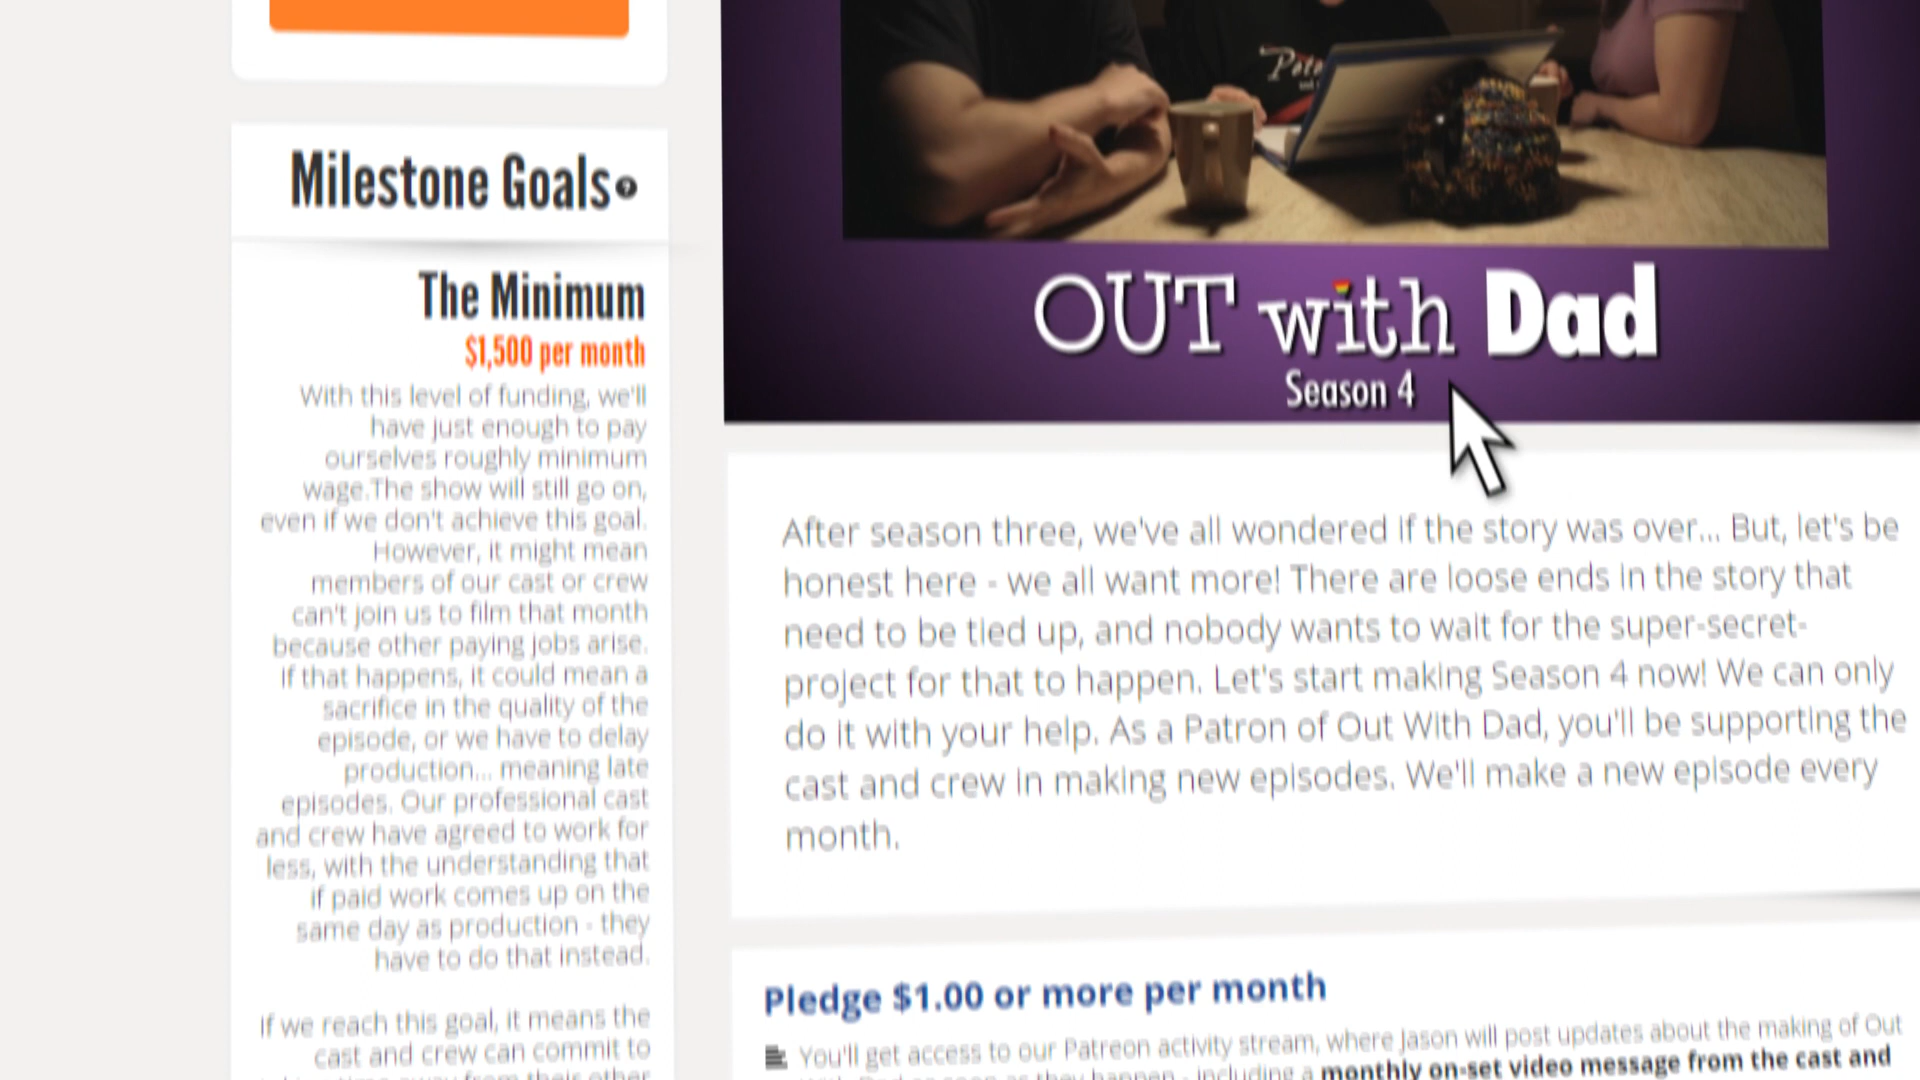 Milestone Goals
The Minimum
$1,500 per month
With this level of funding, we'll
have just enough to pay
ourselves roughly minimum
wage.The show will still go on,
even if we don't achieve this goal.
However, it might mean
members of our cast or crew
can't join us to film that month
because other paying jobs arise.
If that happens, it could mean a
sacrifice in the quality of the
episode, or we have to delay
production... meaning late
episodes. Our professional cast
and crew have agreed to work for
less, with the understanding that
if paid work comes up on the
same day as production - they
have to do that instead.
If we reach this goal, it means the
cast and crew can commit to
OUT with Dad
Season 4
After season three, we've all wondered if the story was over... But, let's be
honest here - we all want more! There are loose ends in the story that
need to be tied up, and nobody wants to wait for the super-secret-
project for that to happen. Let's start making Season 4 now! We can only
do it with your help. As a Patron of Out With Dad, you'll be supporting the
cast and crew in making new episodes. We'll make a new episode every
month.
Pledge $1.00 or more per month
You'll get access to our Patreon activity stream, where Jason will post updates about the making of Out
including a monthly on-set video message from the cast and